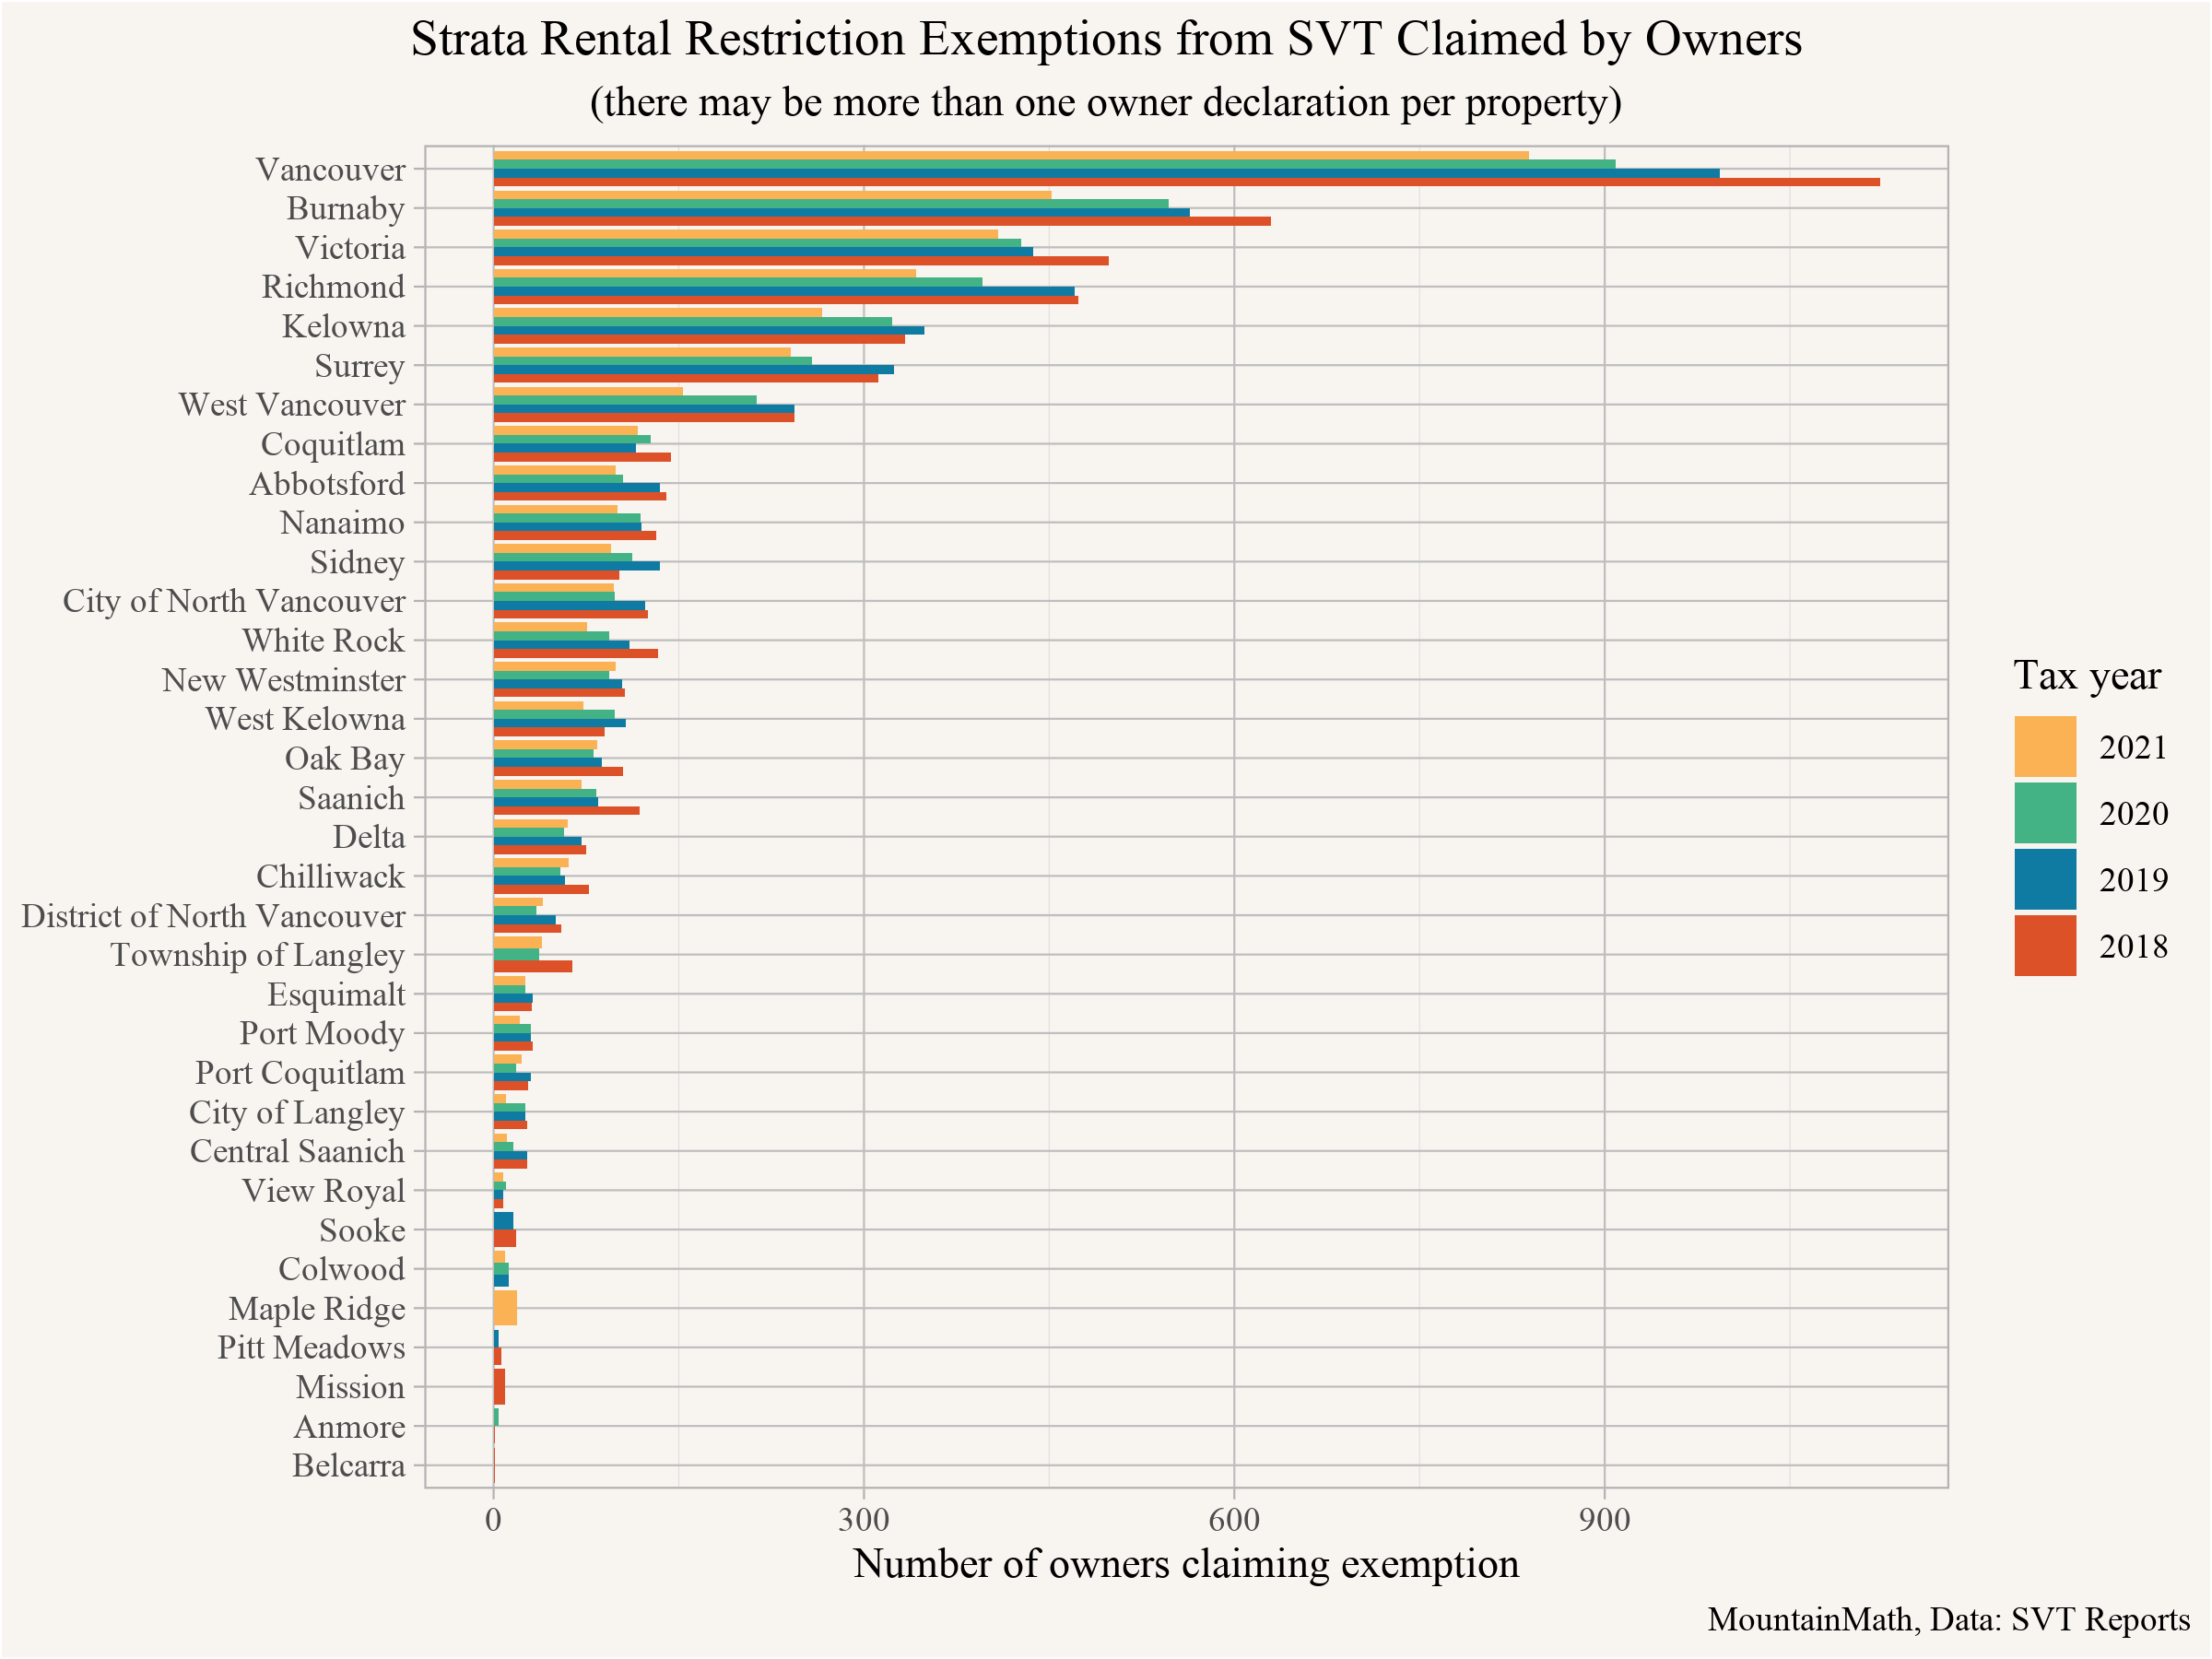 Strata Rental Restriction Exemptions from SVT Claimed by Owners
(there may be more than one owner declaration per property)
Vancouver
Burnaby
Victoria
Richmond
Kelowna
Surrey
West Vancouver
Coquitlam
Abbotsford
Nanaimo
Sidney
City of North Vancouver
White Rock
New Westminster
West Kelowna
Oak Bay
Saanich
Delta
Chilliwack
District of North Vancouver
Township of Langley
Esquimalt
Port Moody
Port Coquitlam
City of Langley
Central Saanich
View Royal
Sooke
Colwood
Maple Ridge
Pitt Meadows
Mission
Anmore
Belcarra
0 300 600 900
Number of owners claiming exemption
Tax year
2021
2020
2019
2018
MountainMath, Data: SVT Reports